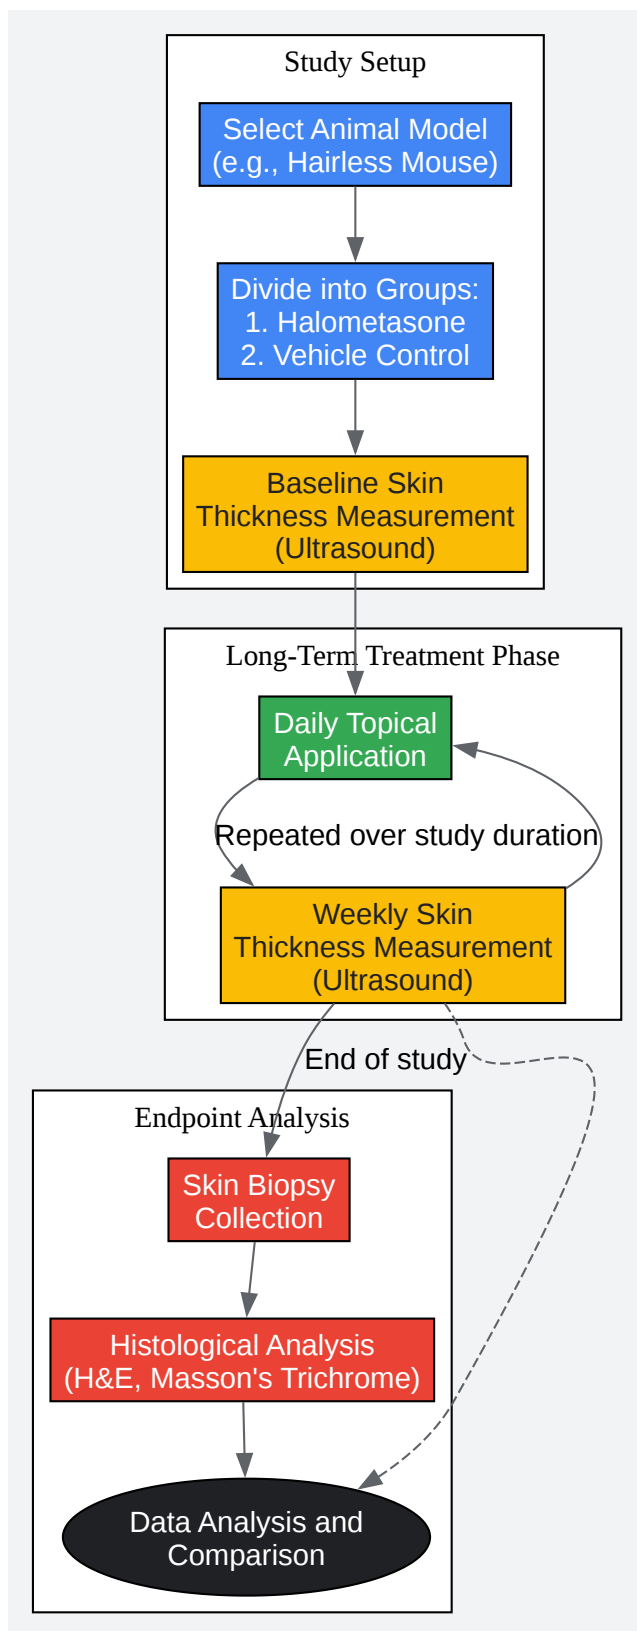 Study Setup
Select Animal Model
(e.g., Hairless Mouse)
Divide into Groups:
1. Halometasone
2. Vehicle Control
Baseline Skin
Thickness Measurement
(Ultrasound)
Long-Term Treatment Phase
Daily Topical
Application
Repeated over study duration
Weekly Skin
Thickness Measurement
(Ultrasound)
End of study
Endpoint Analysis
Skin Biopsy
Collection
Histological Analysis
(H&E, Masson's Trichrome)
Data Analysis and
Comparison